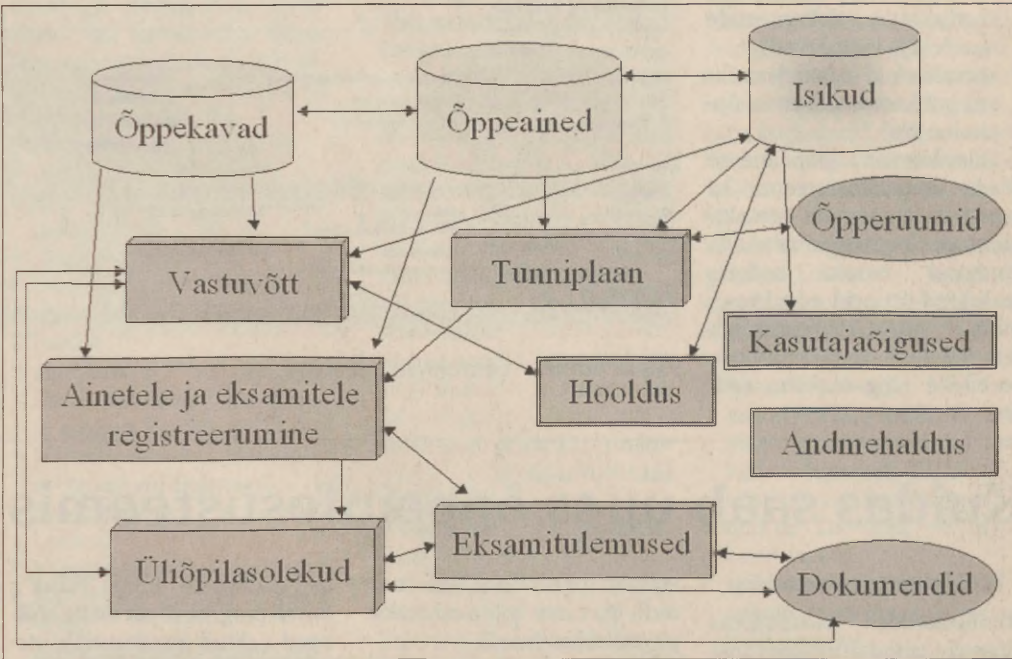 Õppekavad
Õppeained
Isikud
Õpperuumid
Vastuvõtt
Tunniplaan
Kasutajaõigused
Ainetele ja eksamitele
registreerumine
Hooldus
Andmehaldus
Üliõpilasolekud
Eksamitulemused
Dokumendid